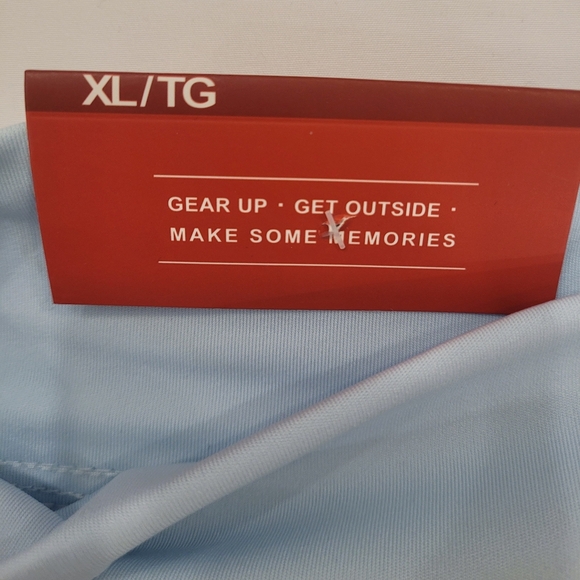 XL/TG
GEAR UP · GET OUTSIDE ·
MAKE SOME MEMORIES